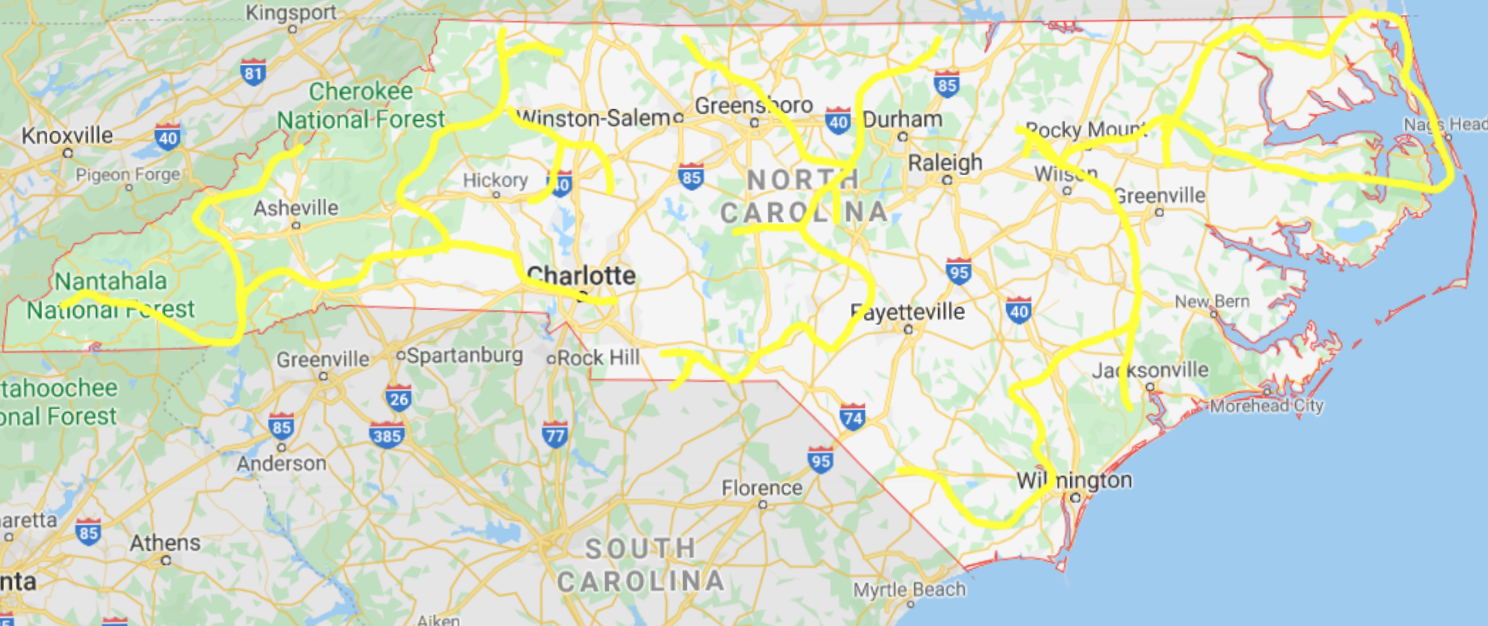 Kingsport
81
Cherokee
National Forest
Knoxville
40
Pigeon Forge
Winston-Salem
Greensboro
40
Durham
85
Rocky Mount
Nags Head
Hickory
40
85
NORTH
CAROLINA
Raleigh
Wilson
Greenville
Asheville
Nantahala
National Forest
Charlotte
95
Fayetteville
40
New Bern
Greenville
Spartanburg
Rock Hill
Jacksonville
Morehead City
tahoochee
onal Forest
26
85
385
77
74
95
Anderson
Wilmington
Florence
aretta
85
Athens
SOUTH
CAROLINA
nta
Myrtle Beach
Aiken